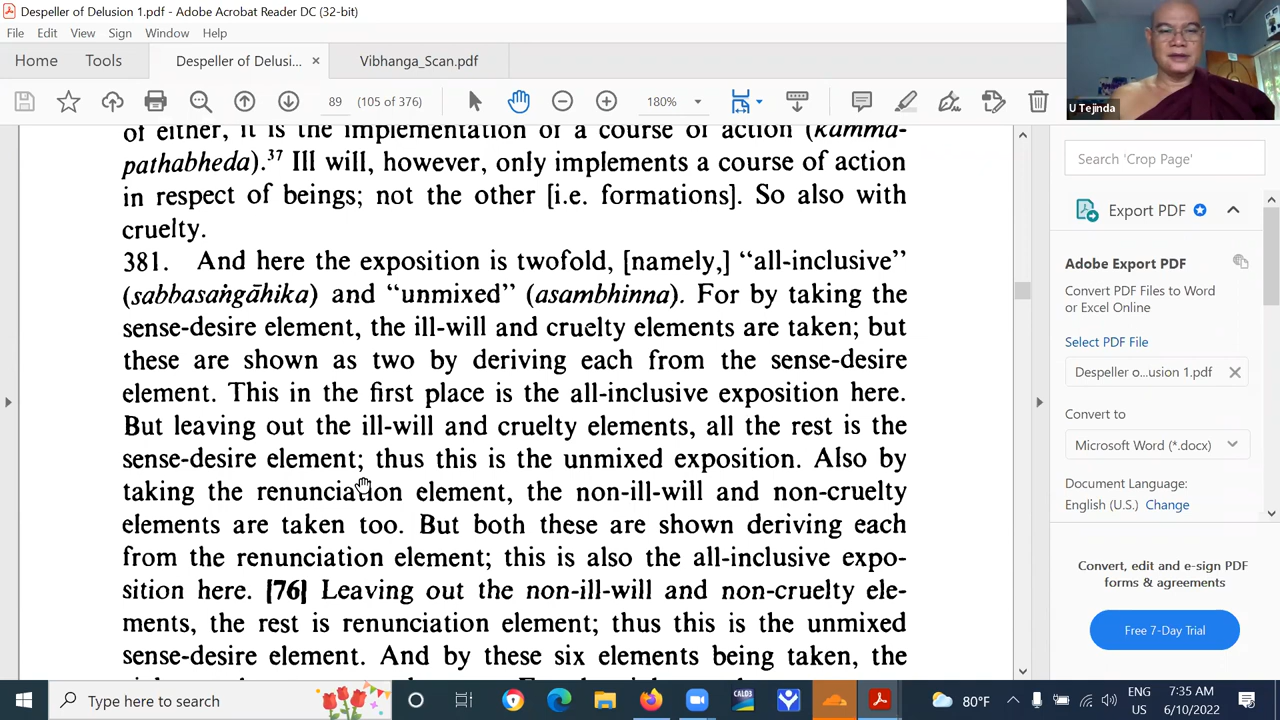 Despeller of Delusion 1.pdf - Adobe Acrobat Reader DC (32-bit)
File Edit View Sign Window Help
Home Tools Despeller of Delusi... × Vibhanga_Scan.pdf
89 (105 of 376) 180%
U Tejinda
of either, it is the implementation of a course of action (kamma-
pathabheda).37 Ill will, however, only implements a course of action
in respect of beings; not the other [i.e. formations]. So also with
cruelty.
381. And here the exposition is twofold, [namely,] “all-inclusive”
(sabbasaṅgāhika) and “unmixed” (asambhinna). For by taking the
sense-desire element, the ill-will and cruelty elements are taken; but
these are shown as two by deriving each from the sense-desire
element. This in the first place is the all-inclusive exposition here.
But leaving out the ill-will and cruelty elements, all the rest is the
sense-desire element; thus this is the unmixed exposition. Also by
taking the renunciation element, the non-ill-will and non-cruelty
elements are taken too. But both these are shown deriving each
from the renunciation element; this is also the all-inclusive expo-
sition here. [76] Leaving out the non-ill-will and non-cruelty ele-
ments, the rest is renunciation element; thus this is the unmixed
sense-desire element. And by these six elements being taken, the
Search 'Crop Page'
Export PDF
Adobe Export PDF
Convert PDF Files to Word
or Excel Online
Select PDF File
Despeller o...usion 1.pdf ×
Convert to
Microsoft Word (*.docx)
Document Language:
English (U.S.) Change
Convert, edit and e-sign PDF
forms & agreements
Free 7-Day Trial
Type here to search
CALD3
80°F
ENG
US
7:35 AM
6/10/2022